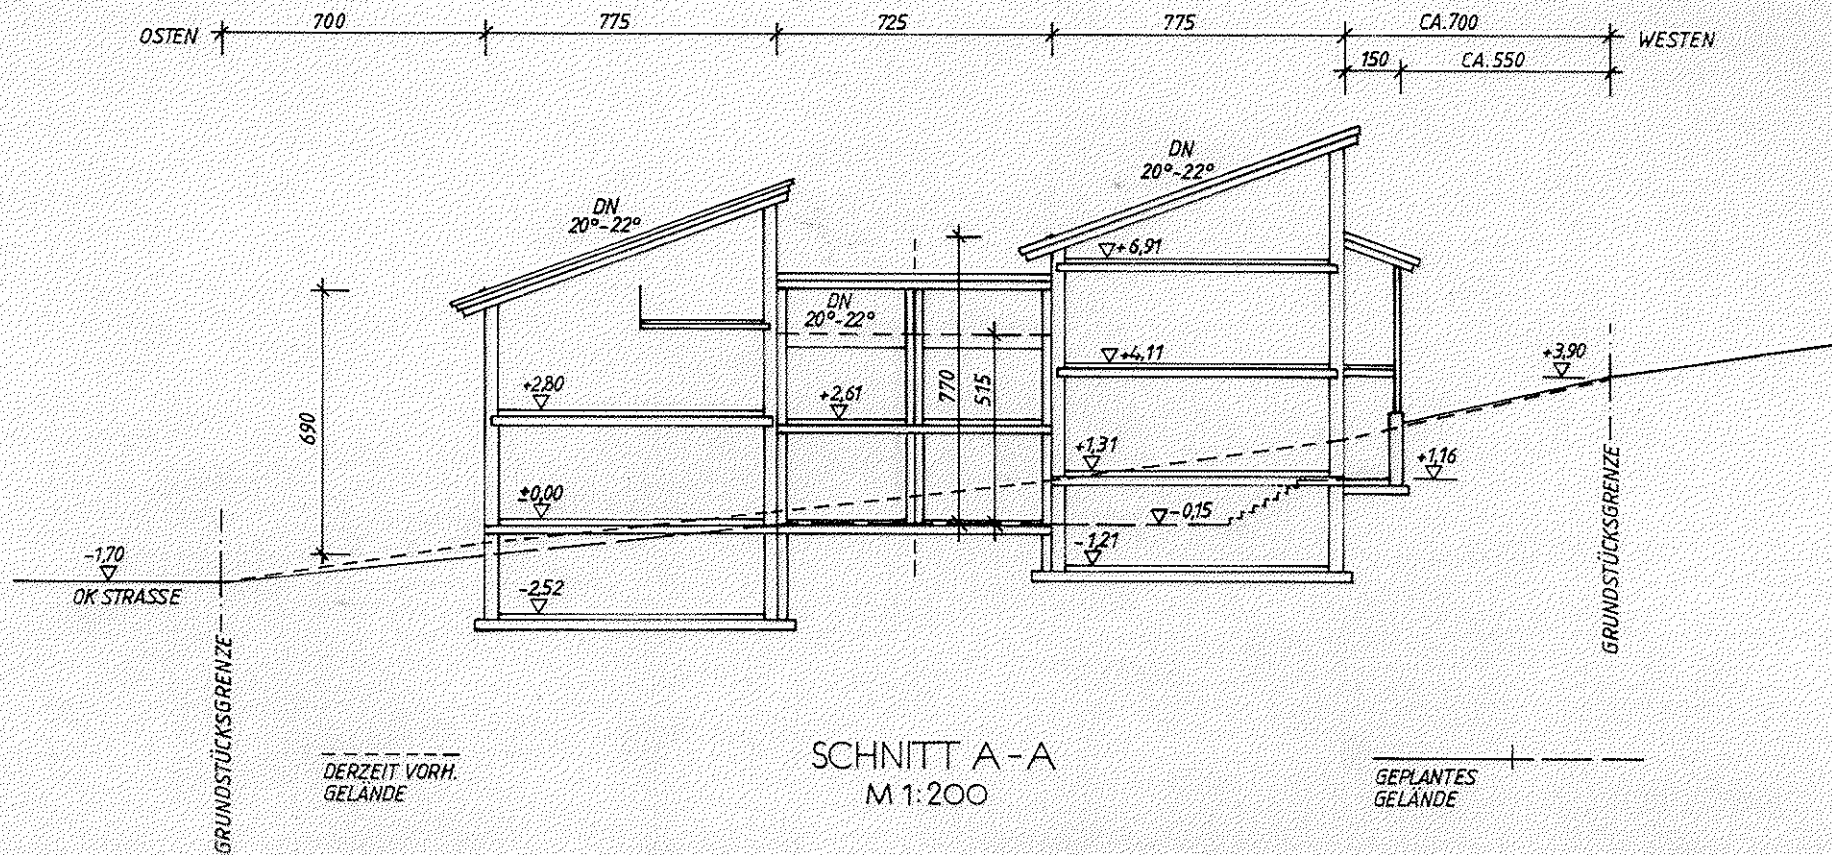 OSTEN
700
775
725
775
CA.700
WESTEN
150
CA.550
DN
20°-22°
DN
20°-22°
+6,91
DN
20°-22°
690
+2,80
+2,61
770
515
+4,11
+3,90
±0,00
+1,31
+1,16
-0,15
-1,21
-1,70
OK STRASSE
-2,52
GRUNDSTÜCKSGRENZE
GRUNDSTÜCKSGRENZE
DERZEIT VORH.
GELÄNDE
SCHNITT A-A
M 1:200
GEPLANTES
GELÄNDE